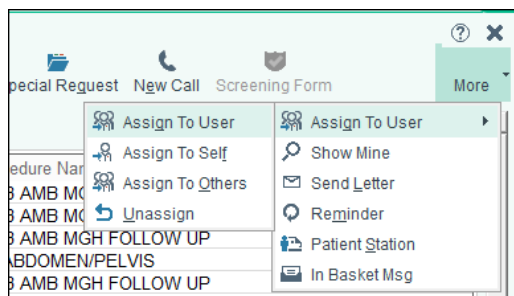 pecial Request New Call Screening Form More
Assign To User Assign To User
Assign To Self Show Mine
Assign To Others Send Letter
Unassign Reminder
Patient Station
In Basket Msg
edure Nar
AMB MG
AMB MG
AMB MGH FOLLOW UP
ABDOMEN/PELVIS
AMB MGH FOLLOW UP